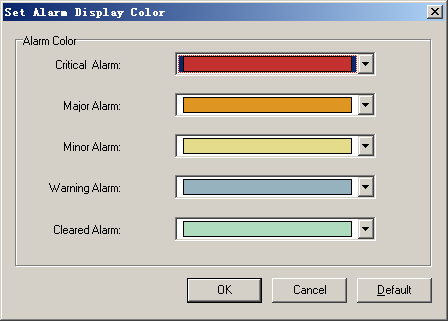 Set Alarm Display Color
Alarm Color
Critical Alarm:
Major Alarm:
Minor Alarm:
Warning Alarm:
Cleared Alarm:
OK Cancel Default